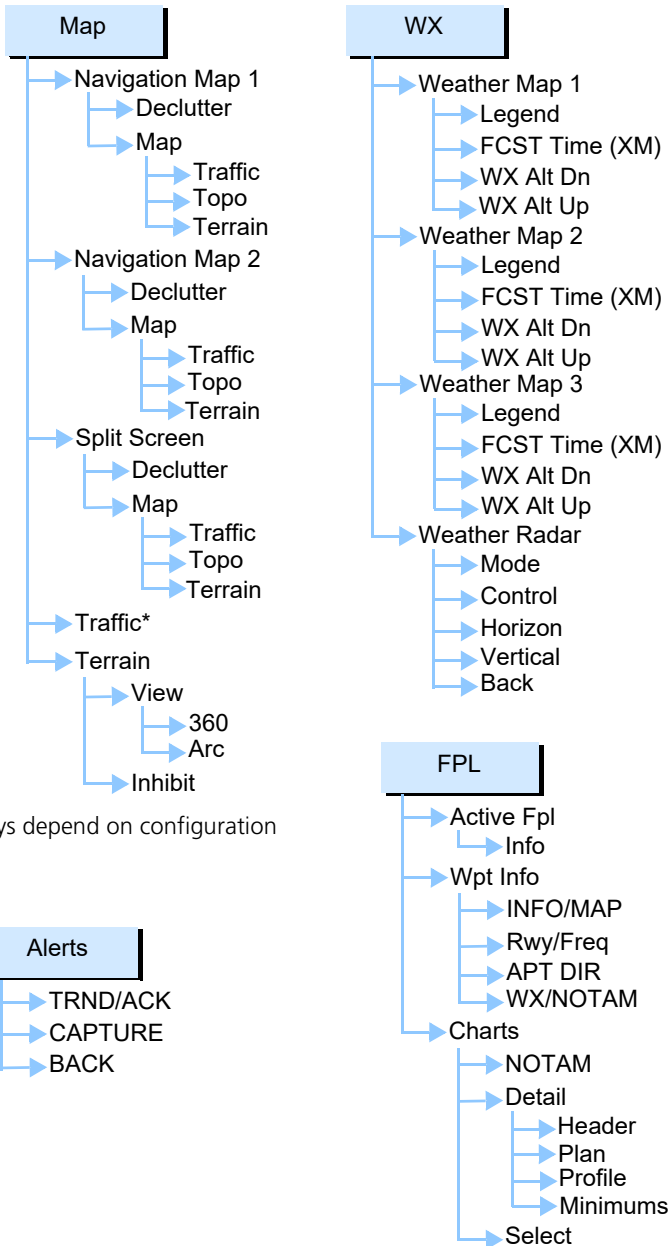 Map
Navigation Map 1
Declutter
Map
Traffic
Topo
Terrain
Navigation Map 2
Declutter
Map
Traffic
Topo
Terrain
Split Screen
Declutter
Map
Traffic
Topo
Terrain
Traffic*
Terrain
View
360
Arc
Inhibit
depend on configuration
Alerts
TRND/ACK
CAPTURE
BACK
WX
Weather Map 1
Legend
FCST Time (XM)
WX Alt Dn
WX Alt Up
Weather Map 2
Legend
FCST Time (XM)
WX Alt Dn
WX Alt Up
Weather Map 3
Legend
FCST Time (XM)
WX Alt Dn
WX Alt Up
Weather Radar
Mode
Control
Horizon
Vertical
Back
FPL
Active Fpl
Info
Wpt Info
INFO/MAP
Rwy/Freq
APT DIR
WX/NOTAM
Charts
NOTAM
Detail
Header
Plan
Profile
Minimums
Select